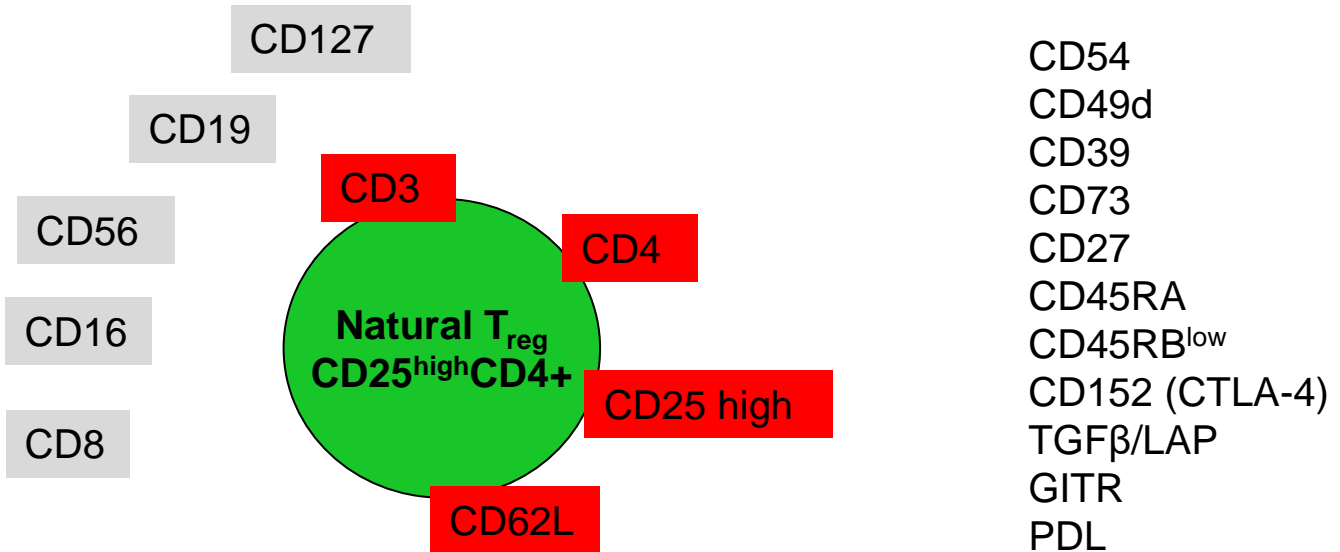 CD127
CD19
CD3
CD56
CD4
CD16
Natural Treg
CD25highCD4+
CD25 high
CD8
CD62L
CD54
CD49d
CD39
CD73
CD27
CD45RA
CD45RBlow
CD152 (CTLA-4)
TGFβ/LAP
GITR
PDL